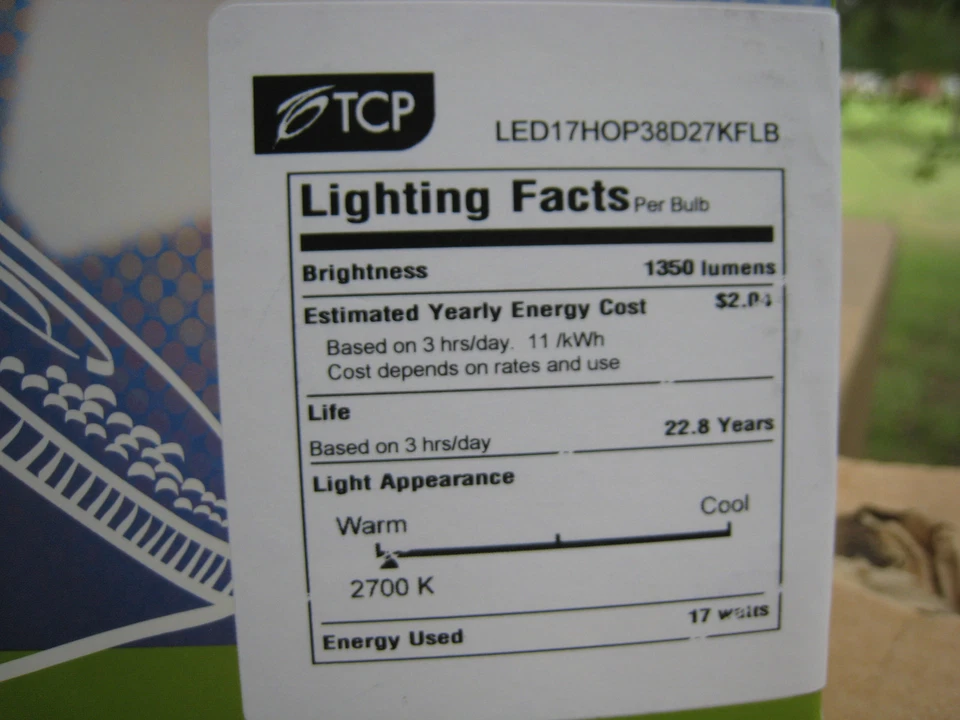 TCP
LED17HOP38D27KFLB
Lighting Facts Per Bulb
Brightness 1350 lumens
Estimated Yearly Energy Cost $2.04
Based on 3 hrs/day. 11 /kWh
Cost depends on rates and use
Life
Based on 3 hrs/day 22.8 Years
Light Appearance
Warm Cool
2700 K
Energy Used 17 watts